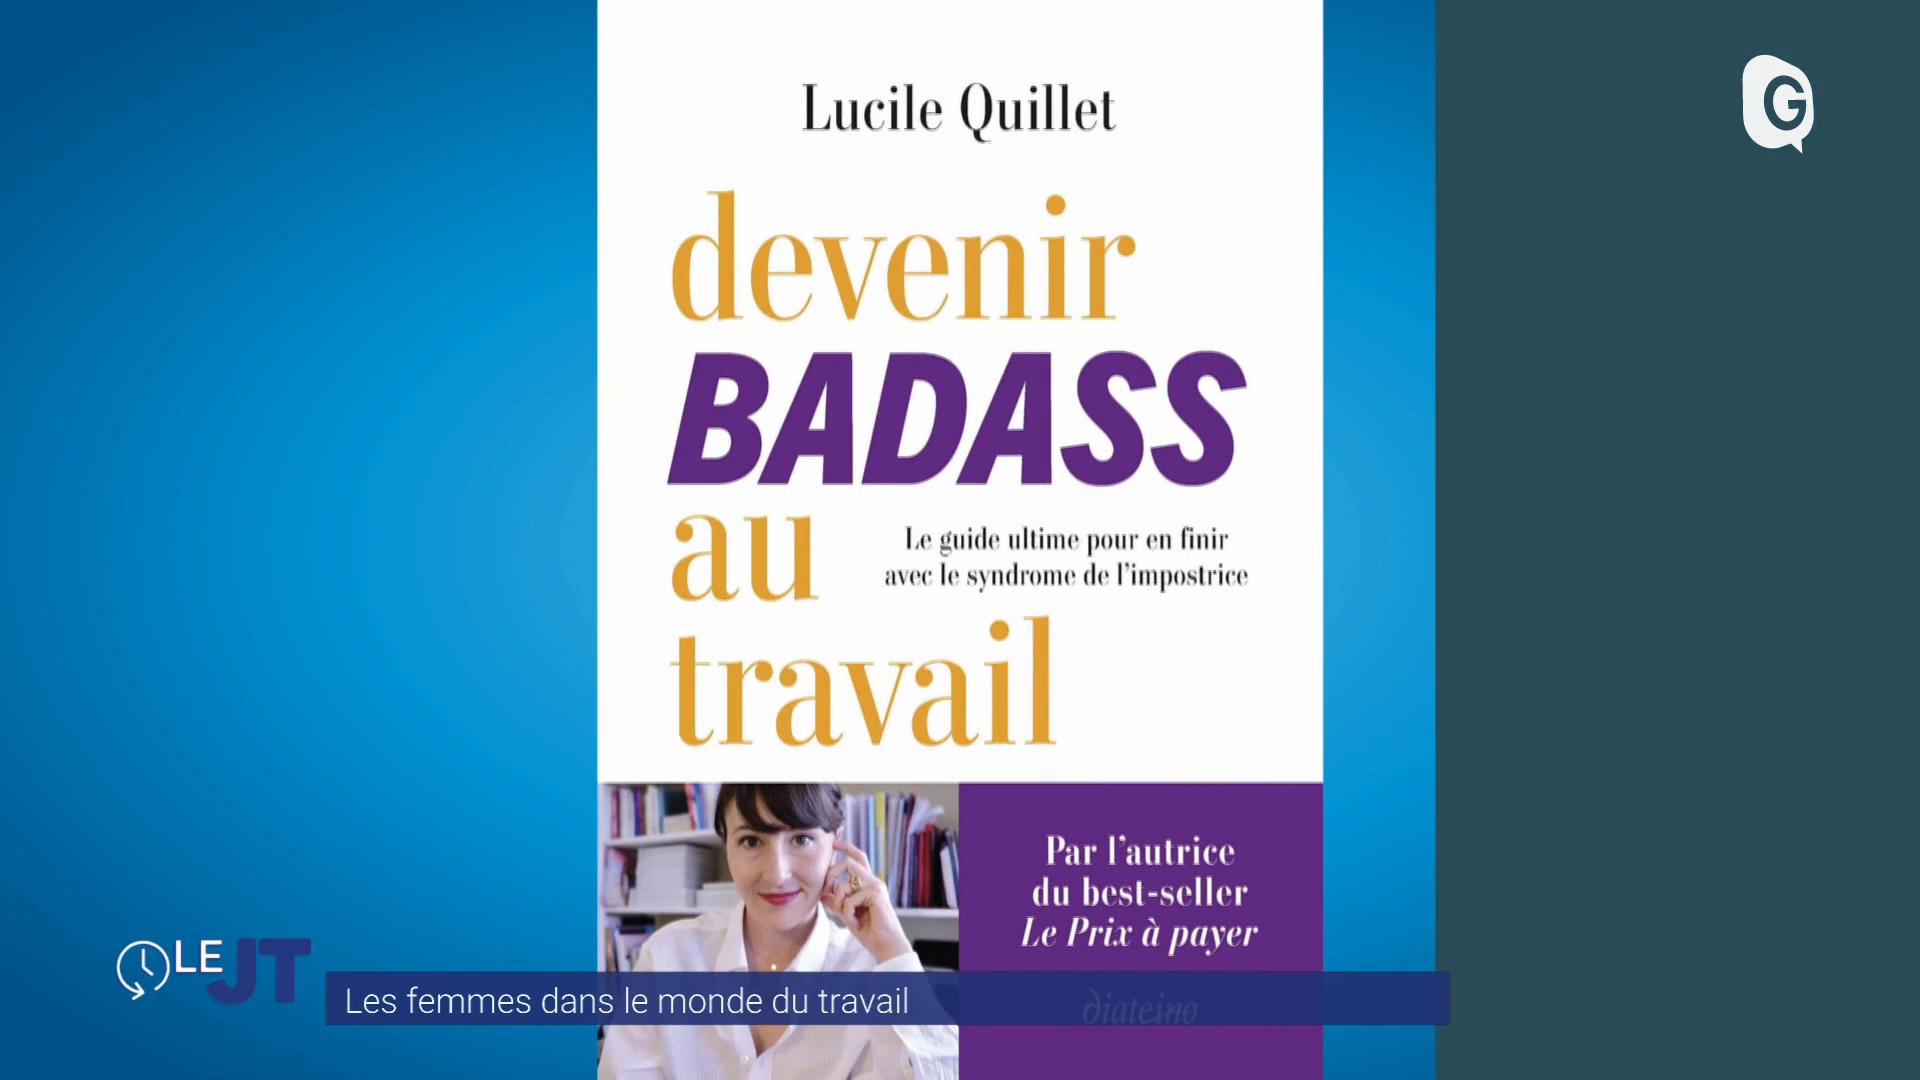 G
Lucile Quillet
devenir
BADASS
au
Le guide ultime pour en finir
avec le syndrome de l'impostrice
travail
Par l'autrice
du best-seller
Le Prix à payer
diateino
LE JT
Les femmes dans le monde du travail